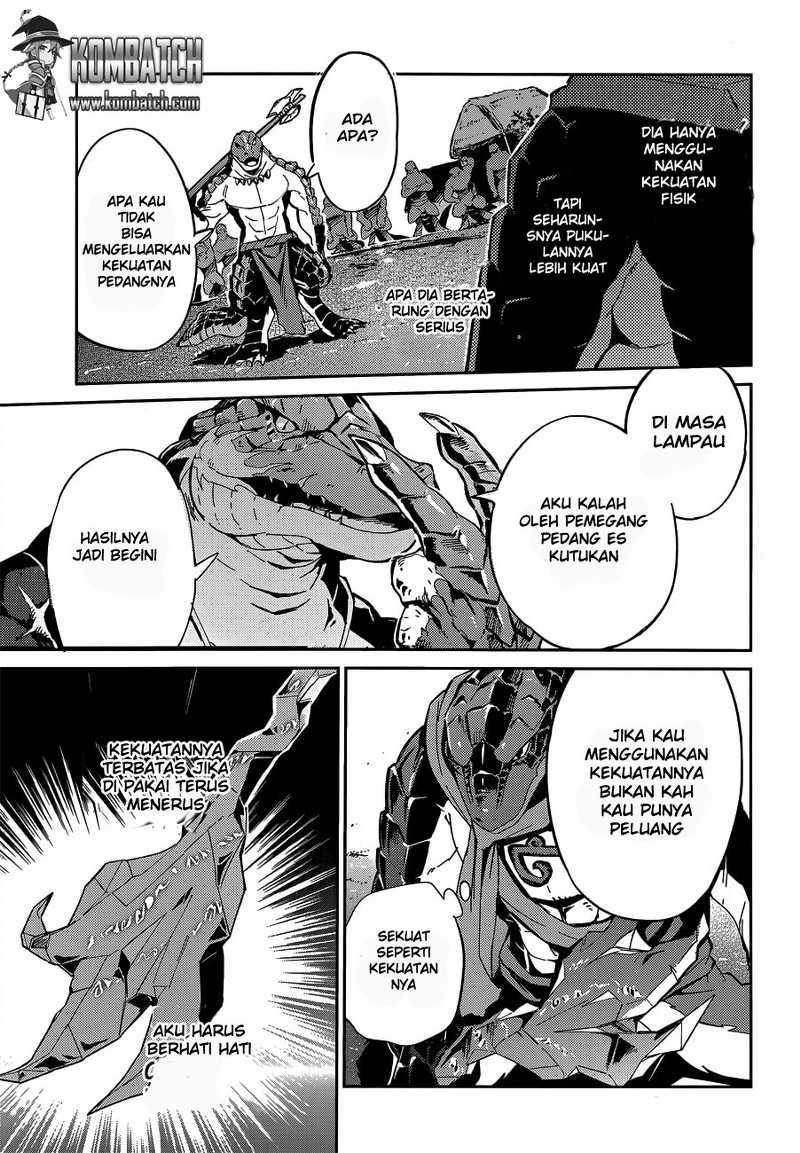 KOMBATCH
www.kombatch.com
DIA HANYA
MENGGU-
NAKAN
KEKUATAN
FISIK
TAPI
SEHARUN-
SNYA PUKU-
LANNYA
LEBIH KUAT
APA DIA BERTA-
RUNG DENGAN
SERIUS
ADA
APA?
APA KAU
TIDAK
BISA
MENGELUARKAN
KEKUATAN
PEDANGNYA
DI MASA
LAMPAU
AKU KALAH
OLEH PEMEGANG
PEDANG ES
KUTUKAN
HASILNYA
JADI BEGINI
JIKA KAU
MENGGUNAKAN
KEKUATANNYA
BUKAN KAH
KAU PUNYA
PELUANG
SEKUAT
SEPERTI
KEKUATAN
NYA
KEKUATANNYA
TERBATAS JIKA
DI PAKAI TERUS
MENERUS
AKU HARUS
BERHATI HATI